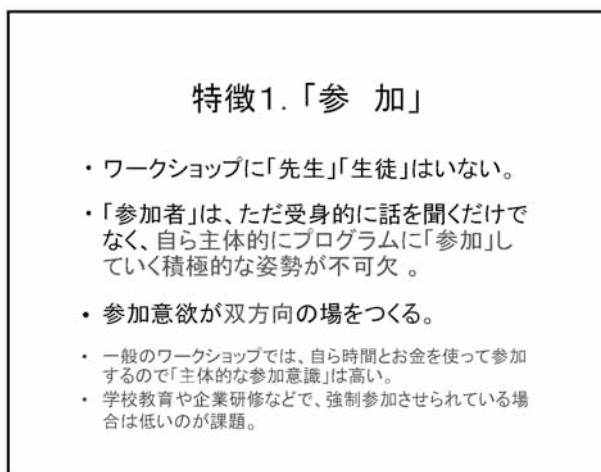 特徴1.「参　加」
・ワークショップに「先生」「生徒」はいない。
・「参加者」は、ただ受身的に話を聞くだけで
なく、自ら主体的にプログラムに「参加」し
ていく積極的な姿勢が不可欠 。
・参加意欲が双方向の場をつくる。
・一般のワークショップでは、自ら時間とお金を使って参加
するので「主体的な参加意識」は高い。
・学校教育や企業研修などで、強制参加させられている場
合は低いのが課題。